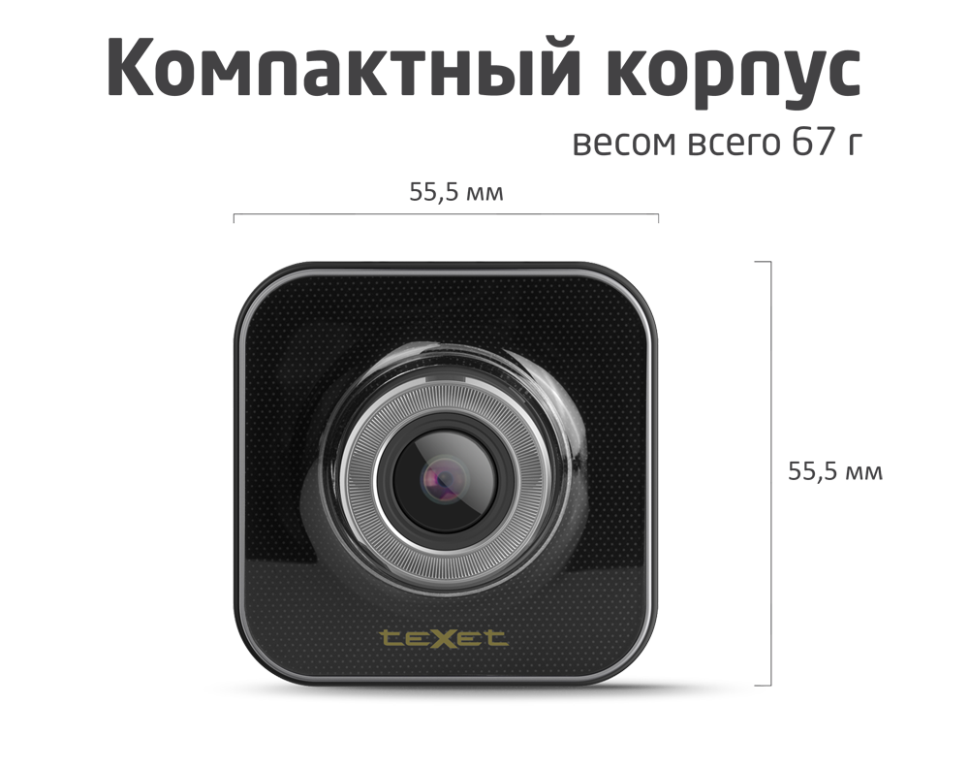 Компактный корпус
весом всего 67 г
55,5 мм
55,5 мм
teXet